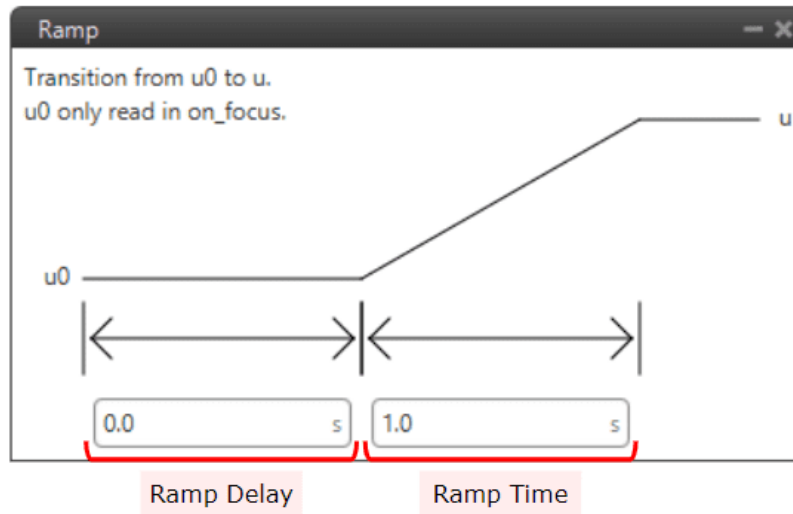 Ramp
Transition from u0 to u.
u0 only read in on_focus.
u
u0
0.0 s 1.0 s
Ramp Delay Ramp Time